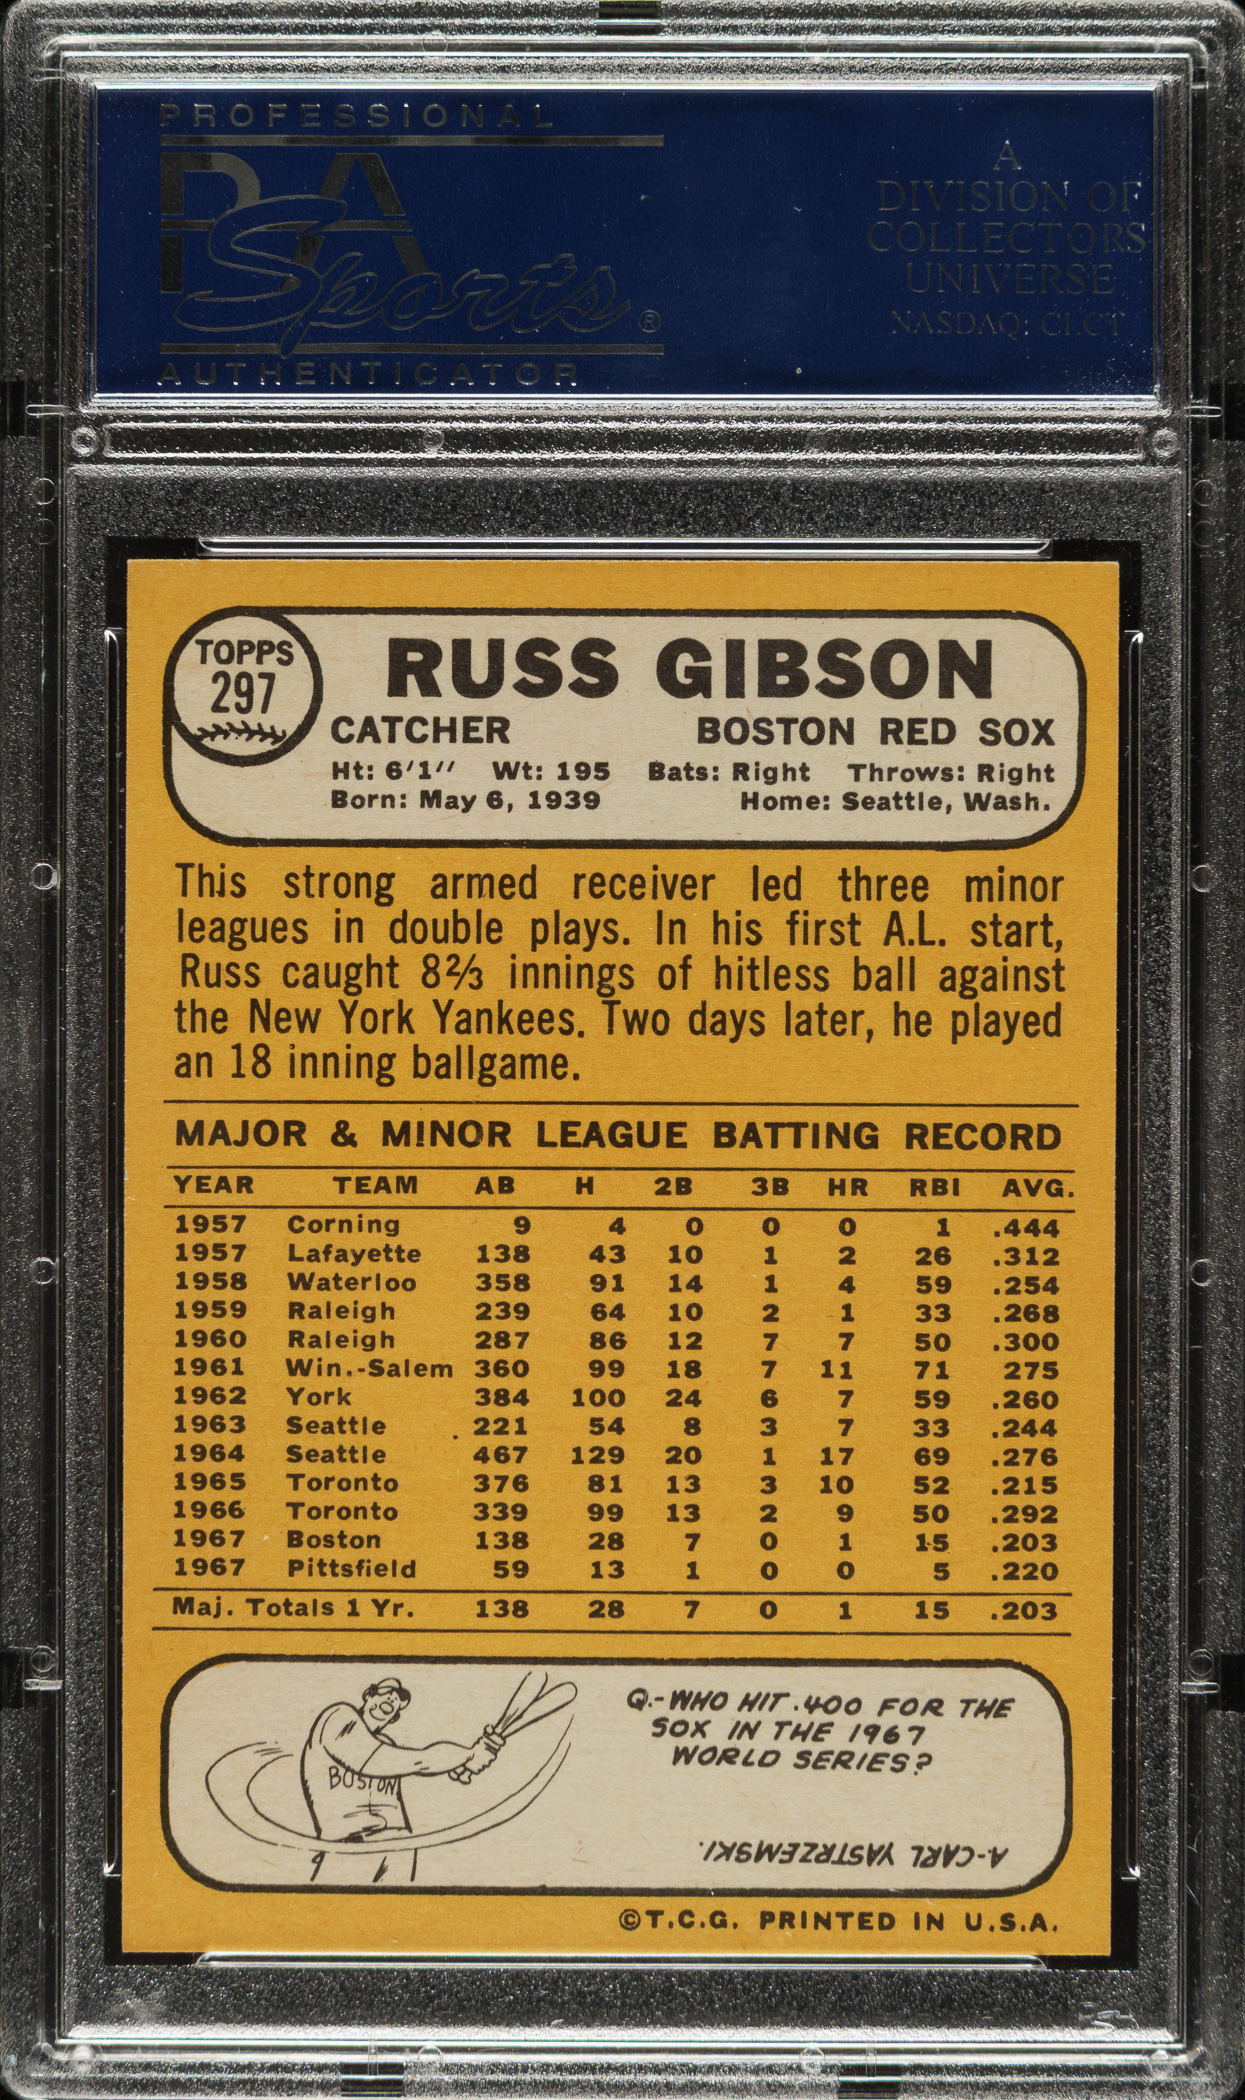 PROFESSIONAL
PSA
Sports®
AUTHENTICATOR
A
DIVISION OF
COLLECTORS
UNIVERSE
NASDAQ: CLCT
TOPPS
297
RUSS GIBSON
CATCHER BOSTON RED SOX
Ht: 6'1" Wt: 195 Bats: Right Throws: Right
Born: May 6, 1939 Home: Seattle, Wash.
This strong armed receiver led three minor
leagues in double plays. In his first A.L. start,
Russ caught 8⅔ innings of hitless ball against
the New York Yankees. Two days later, he played
an 18 inning ballgame.
MAJOR & MINOR LEAGUE BATTING RECORD
YEAR TEAM AB H 2B 3B HR RBI AVG.
1957 Corning 9 4 0 0 0 1 .444
1957 Lafayette 138 43 10 1 2 26 .312
1958 Waterloo 358 91 14 1 4 59 .254
1959 Raleigh 239 64 10 2 1 33 .268
1960 Raleigh 287 86 12 7 7 50 .300
1961 Win.-Salem 360 99 18 7 11 71 275
1962 York 384 100 24 6 7 59 .260
1963 Seattle 221 54 8 3 7 33 .244
1964 Seattle 467 129 20 1 17 69 .276
1965 Toronto 376 81 13 3 10 52 .215
1966 Toronto 339 99 13 2 9 50 .292
1967 Boston 138 28 7 0 1 15 .203
1967 Pittsfield 59 13 1 0 0 5 .220
Maj. Totals 1 Yr. 138 28 7 0 1 15 .203
BOSTON
Q.-WHO HIT .400 FOR THE
SOX IN THE 1967
WORLD SERIES?
A-CARL YASTRZEMSKI.
©T.C.G. PRINTED IN U.S.A.